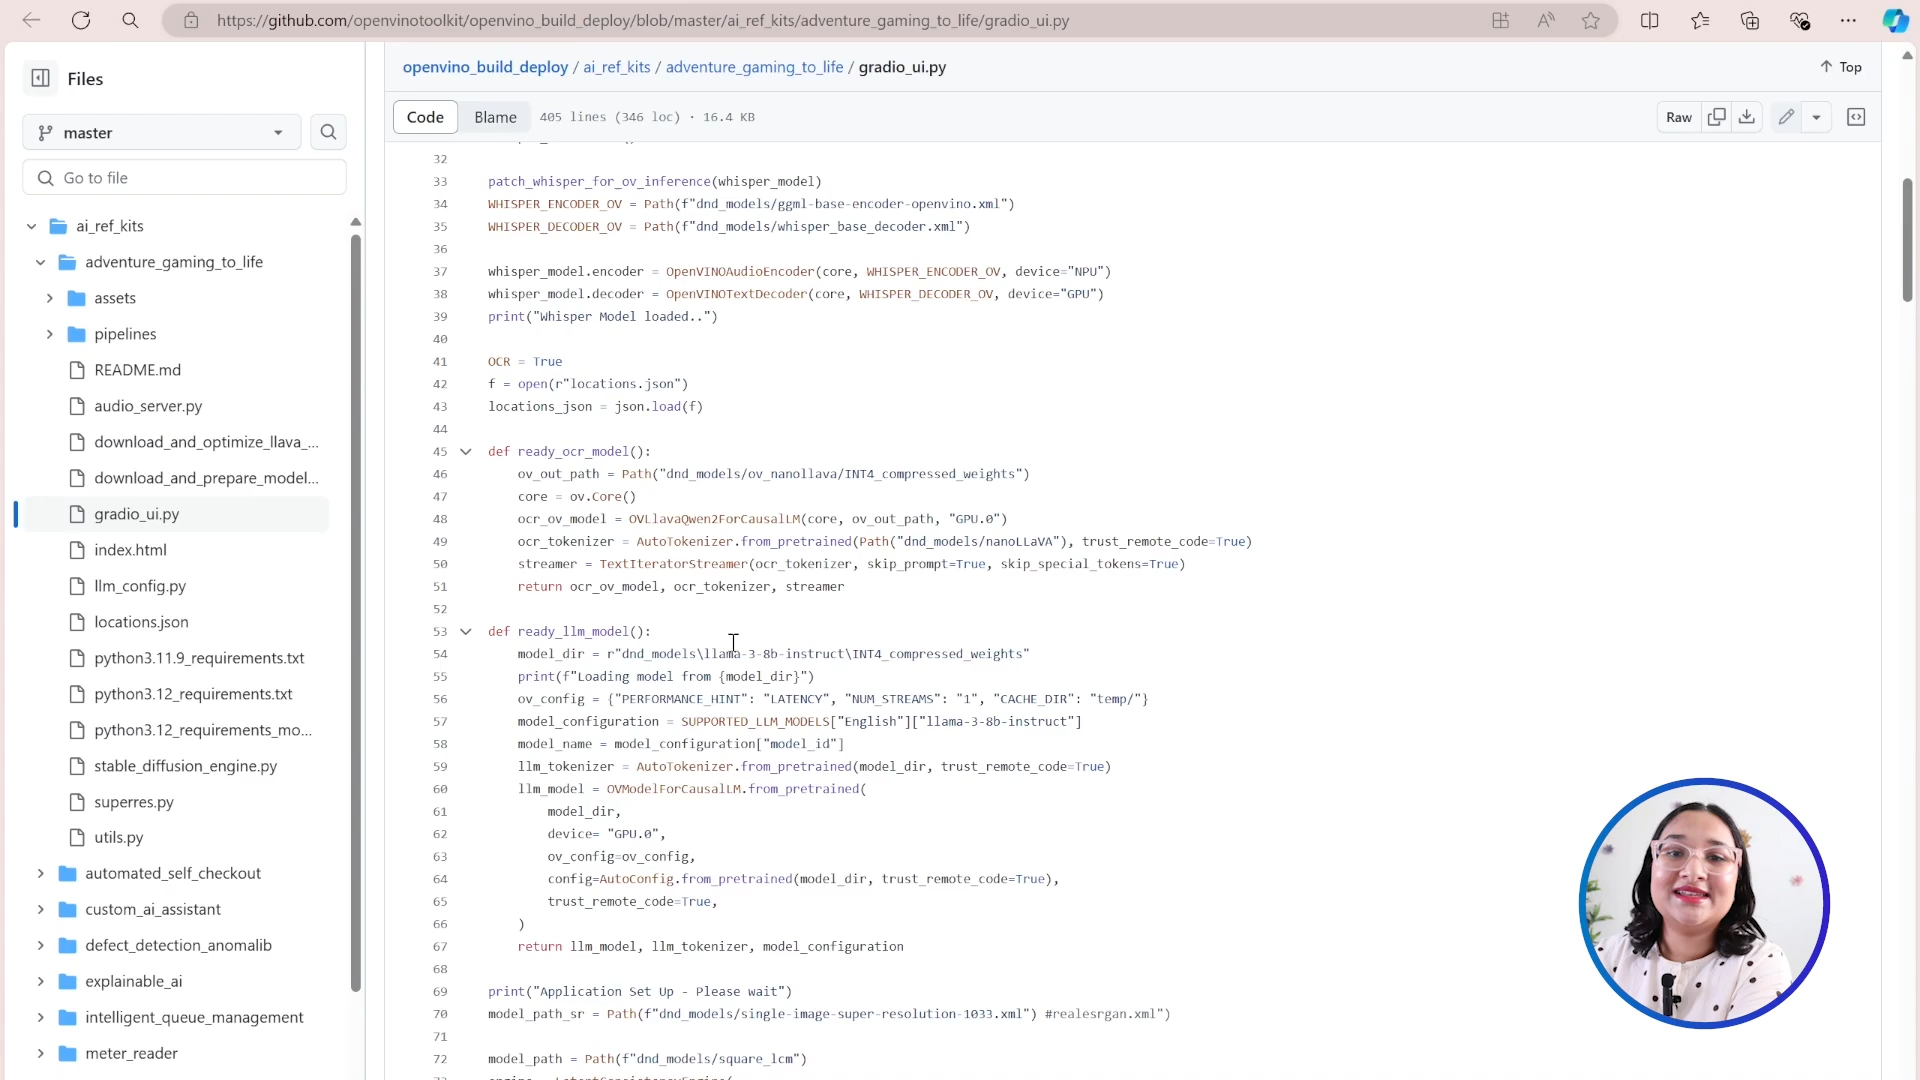 https://github.com/openvinotoolkit/openvino_build_deploy/blob/master/ai_ref_kits/adventure_gaming_to_life/gradio_ui.py
Files
master
Go to file
ai_ref_kits
adventure_gaming_to_life
assets
pipelines
README.md
audio_server.py
download_and_optimize_llava_...
download_and_prepare_model...
gradio_ui.py
index.html
llm_config.py
locations.json
python3.11.9_requirements.txt
python3.12_requirements.txt
python3.12_requirements_mo...
stable_diffusion_engine.py
superres.py
utils.py
automated_self_checkout
custom_ai_assistant
defect_detection_anomalib
explainable_ai
intelligent_queue_management
meter_reader
openvino_build_deploy / ai_ref_kits / adventure_gaming_to_life / gradio_ui.py
Top
Code Blame 405 lines (346 loc) · 16.4 KB
Raw
32
33 patch_whisper_for_ov_inference(whisper_model)
34 WHISPER_ENCODER_OV = Path(f"dnd_models/ggml-base-encoder-openvino.xml")
35 WHISPER_DECODER_OV = Path(f"dnd_models/whisper_base_decoder.xml")
36
37 whisper_model.encoder = OpenVINOAudioEncoder(core, WHISPER_ENCODER_OV, device="NPU")
38 whisper_model.decoder = OpenVINOTextDecoder(core, WHISPER_DECODER_OV, device="GPU")
39 print("Whisper Model loaded..")
40
41 OCR = True
42 f = open(r"locations.json")
43 locations_json = json.load(f)
44
45 def ready_ocr_model():
46 ov_out_path = Path("dnd_models/ov_nanollava/INT4_compressed_weights")
47 core = ov.Core()
48 ocr_ov_model = OVLlavaQwen2ForCausalLM(core, ov_out_path, "GPU.0")
49 ocr_tokenizer = AutoTokenizer.from_pretrained(Path("dnd_models/nanoLLaVA"), trust_remote_code=True)
50 streamer = TextIteratorStreamer(ocr_tokenizer, skip_prompt=True, skip_special_tokens=True)
51 return ocr_ov_model, ocr_tokenizer, streamer
52
53 def ready_llm_model():
54 model_dir = r"dnd_models\llama-3-8b-instruct\INT4_compressed_weights"
55 print(f"Loading model from {model_dir}")
56 ov_config = {"PERFORMANCE_HINT": "LATENCY", "NUM_STREAMS": "1", "CACHE_DIR": "temp/"}
57 model_configuration = SUPPORTED_LLM_MODELS["English"]["llama-3-8b-instruct"]
58 model_name = model_configuration["model_id"]
59 llm_tokenizer = AutoTokenizer.from_pretrained(model_dir, trust_remote_code=True)
60 llm_model = OVModelForCausalLM.from_pretrained(
61 model_dir,
62 device= "GPU.0",
63 ov_config=ov_config,
64 config=AutoConfig.from_pretrained(model_dir, trust_remote_code=True),
65 trust_remote_code=True,
66 )
67 return llm_model, llm_tokenizer, model_configuration
68
69 print("Application Set Up - Please wait")
70 model_path_sr = Path(f"dnd_models/single-image-super-resolution-1033.xml") #realesrgan.xml")
71
72 model_path = Path(f"dnd_models/square_lcm")